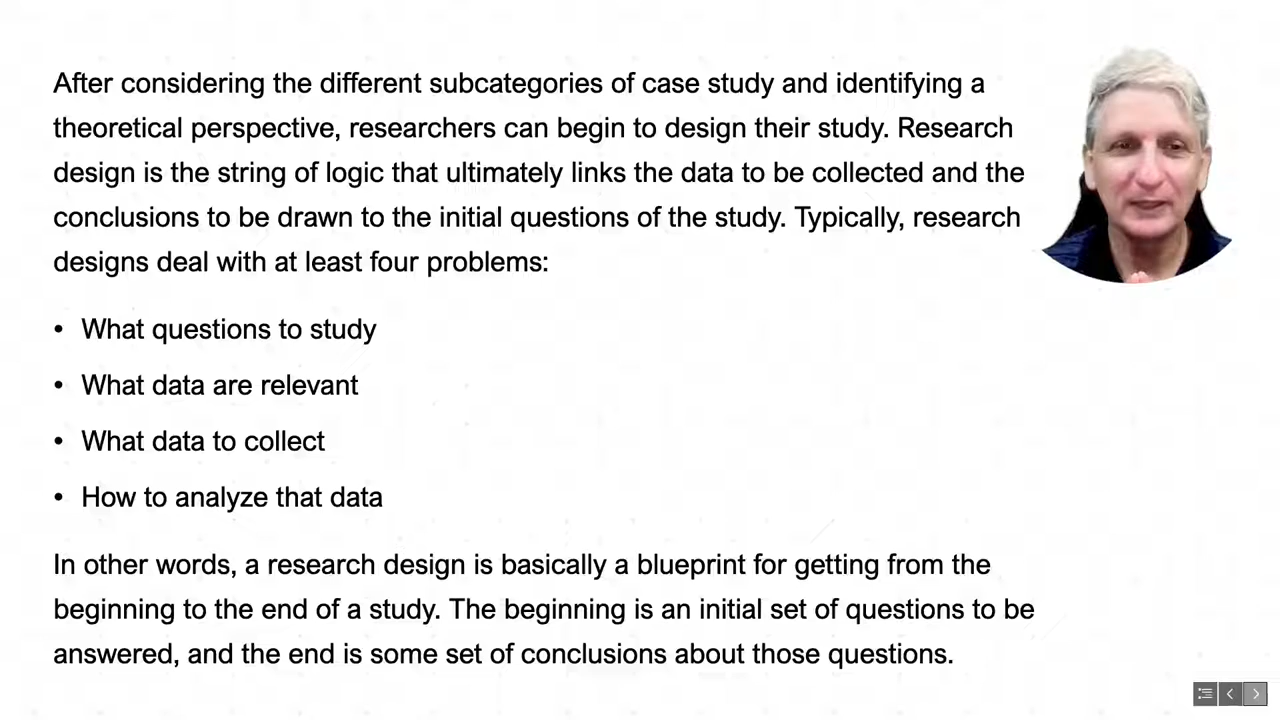 After considering the different subcategories of case study and identifying a
theoretical perspective, researchers can begin to design their study. Research
design is the string of logic that ultimately links the data to be collected and the
conclusions to be drawn to the initial questions of the study. Typically, research
designs deal with at least four problems:
• What questions to study
• What data are relevant
• What data to collect
• How to analyze that data
In other words, a research design is basically a blueprint for getting from the
beginning to the end of a study. The beginning is an initial set of questions to be
answered, and the end is some set of conclusions about those questions.